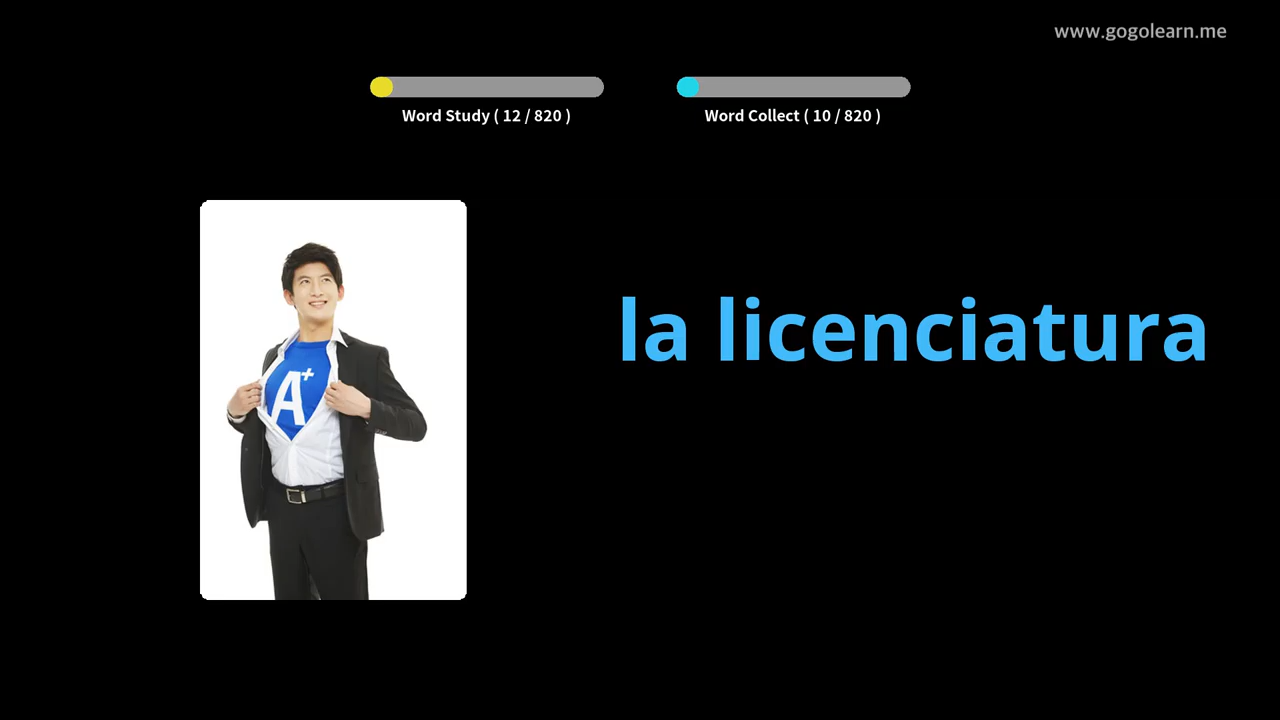 www.gogolearn.me
Word Study ( 12 / 820 )
Word Collect ( 10 / 820 )
la licenciatura
A+